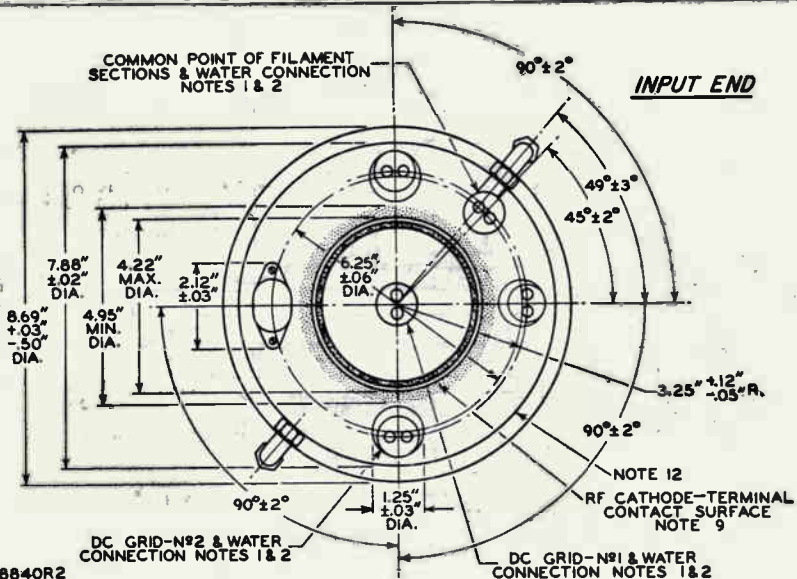 COMMON POINT OF FILAMENT
SECTIONS & WATER CONNECTION
NOTES 1 & 2
90°±2°
INPUT END
49°±3°
45°±2°
8.69"
+.03"
-.50"
DIA.
7.88"
±.02"
DIA.
4.95"
MIN.
DIA.
4.22"
MAX.
DIA.
2.12"
±.03"
6.25"
±.06"
DIA.
3.25" +.12"
-.05" R.
90°±2°
NOTE 12
RF CATHODE-TERMINAL
CONTACT SURFACE
NOTE 9
90°±2°
1.25"
±.03"
DIA.
DC GRID-Nº2 & WATER
CONNECTION NOTES 1 & 2
DC GRID-Nº1 & WATER
CONNECTION NOTES 1 & 2
8840R2